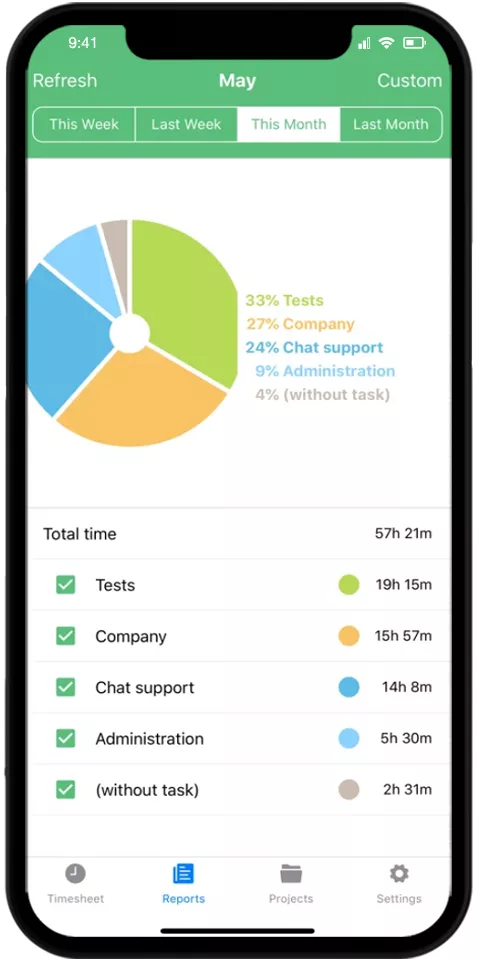 9:41
Refresh May Custom
This Week Last Week This Month Last Month
33% Tests
27% Company
24% Chat support
9% Administration
4% (without task)
Total time 57h 21m
Tests 19h 15m
Company 15h 57m
Chat support 14h 8m
Administration 5h 30m
(without task) 2h 31m
Timesheet Reports Projects Settings